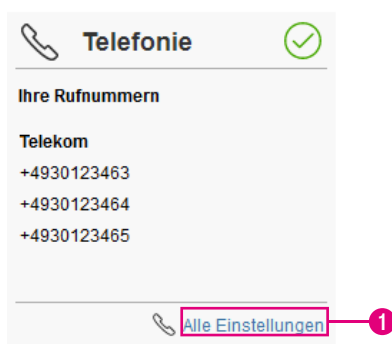 Telefonie
Ihre Rufnummern
Telekom
+4930123463
+4930123464
+4930123465
Alle Einstellungen
1